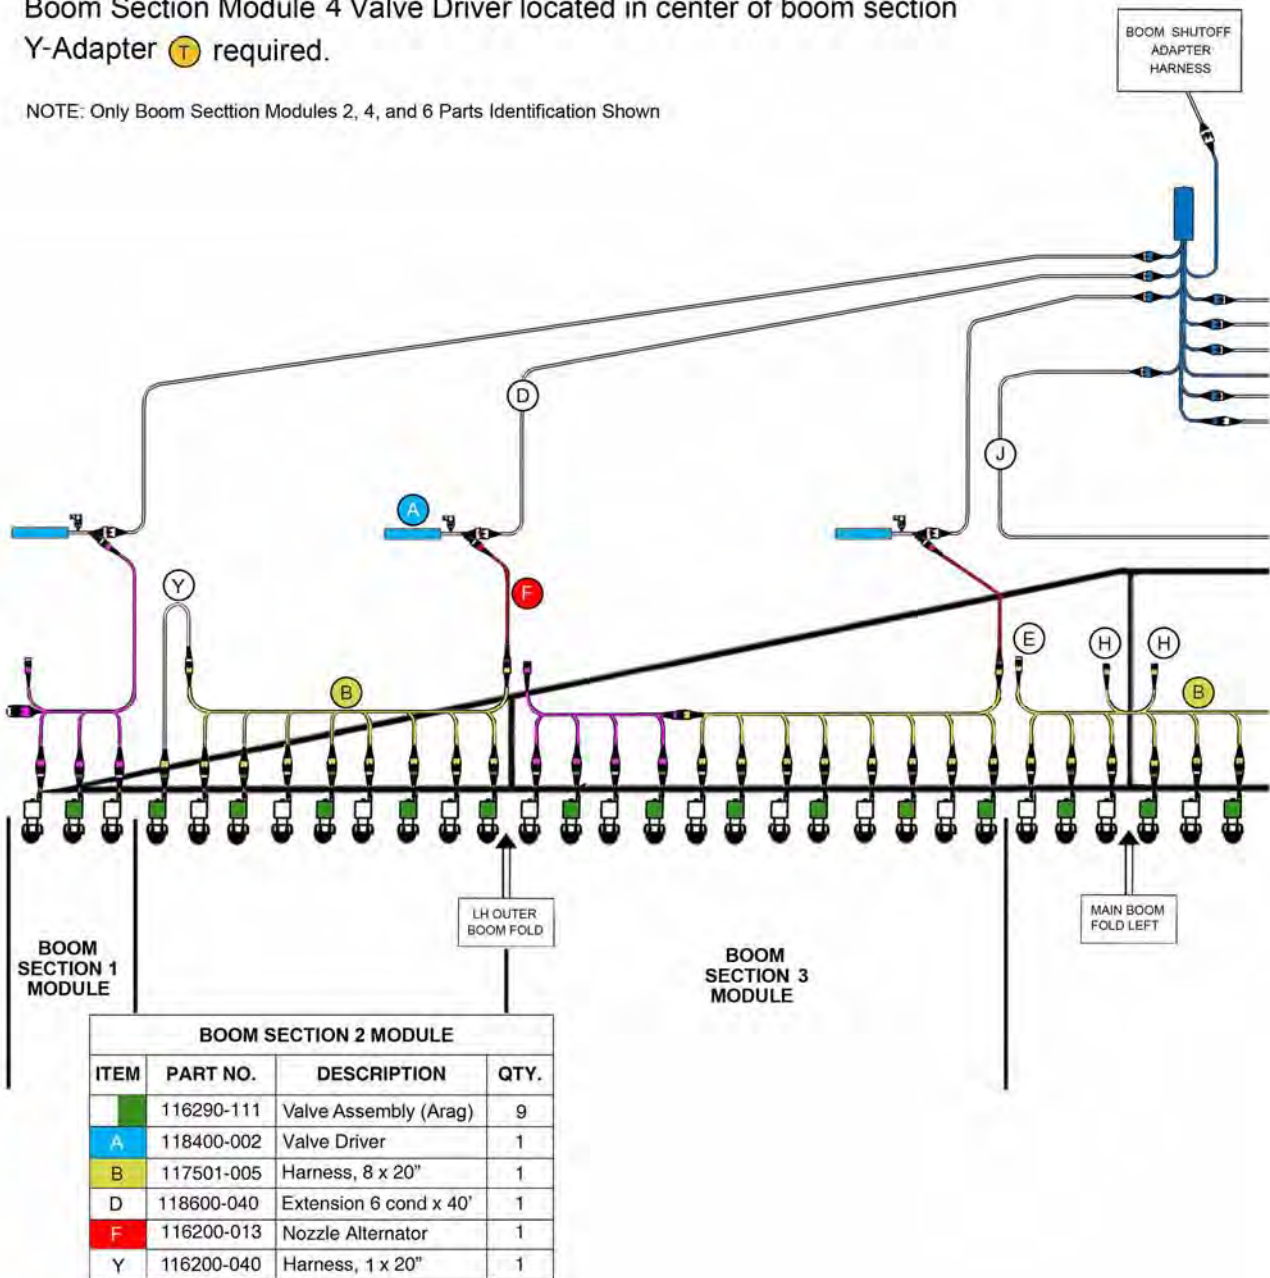 Boom Section Module 4 Valve Driver located in center of boom section
Y-Adapter T required.
NOTE: Only Boom Secttion Modules 2, 4, and 6 Parts Identification Shown
BOOM SHUTOFF
ADAPTER
HARNESS
D
J
A
Y
F
E
H
H
B
B
LH OUTER
BOOM FOLD
MAIN BOOM
FOLD LEFT
BOOM
SECTION 1
MODULE
BOOM
SECTION 3
MODULE
BOOM SECTION 2 MODULE
ITEM PART NO. DESCRIPTION QTY.
116290-111 Valve Assembly (Arag) 9
A 118400-002 Valve Driver 1
B 117501-005 Harness, 8 x 20”
1
D 118600-040 Extension 6 cond x 40’ 1
F 116200-013 Nozzle Alternator 1
Y 116200-040 Harness, 1 x 20” 1